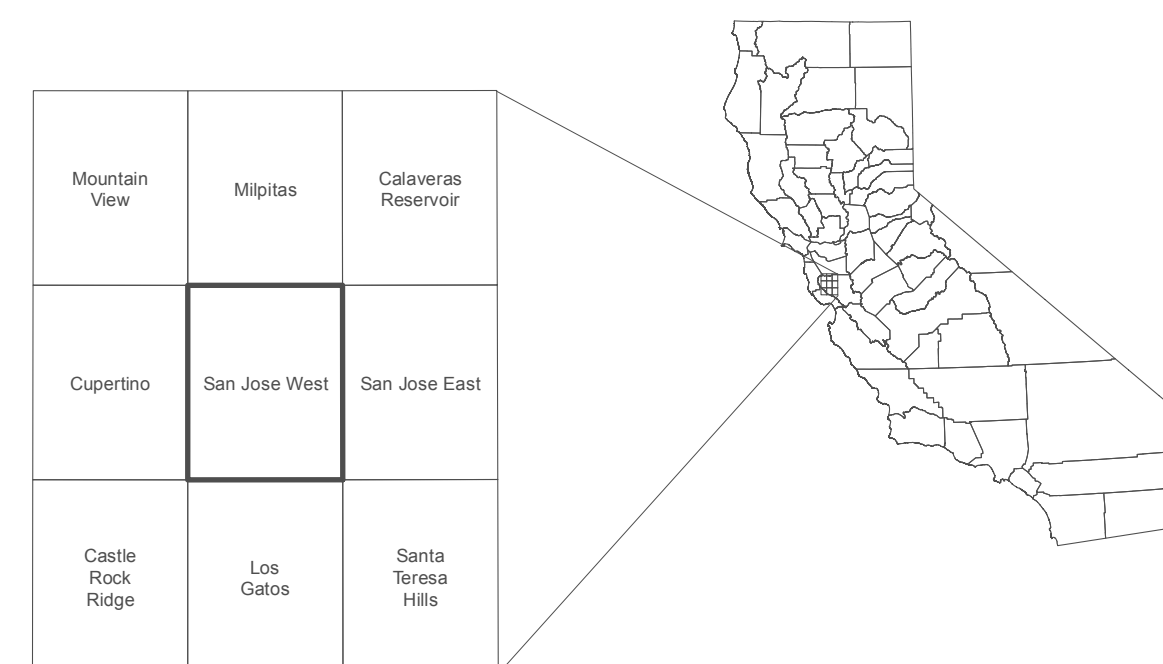 Mountain
View
Milpitas
Calaveras
Reservoir
Cupertino
San Jose West
San Jose East
Castle
Rock
Ridge
Los
Gatos
Santa
Teresa
Hills